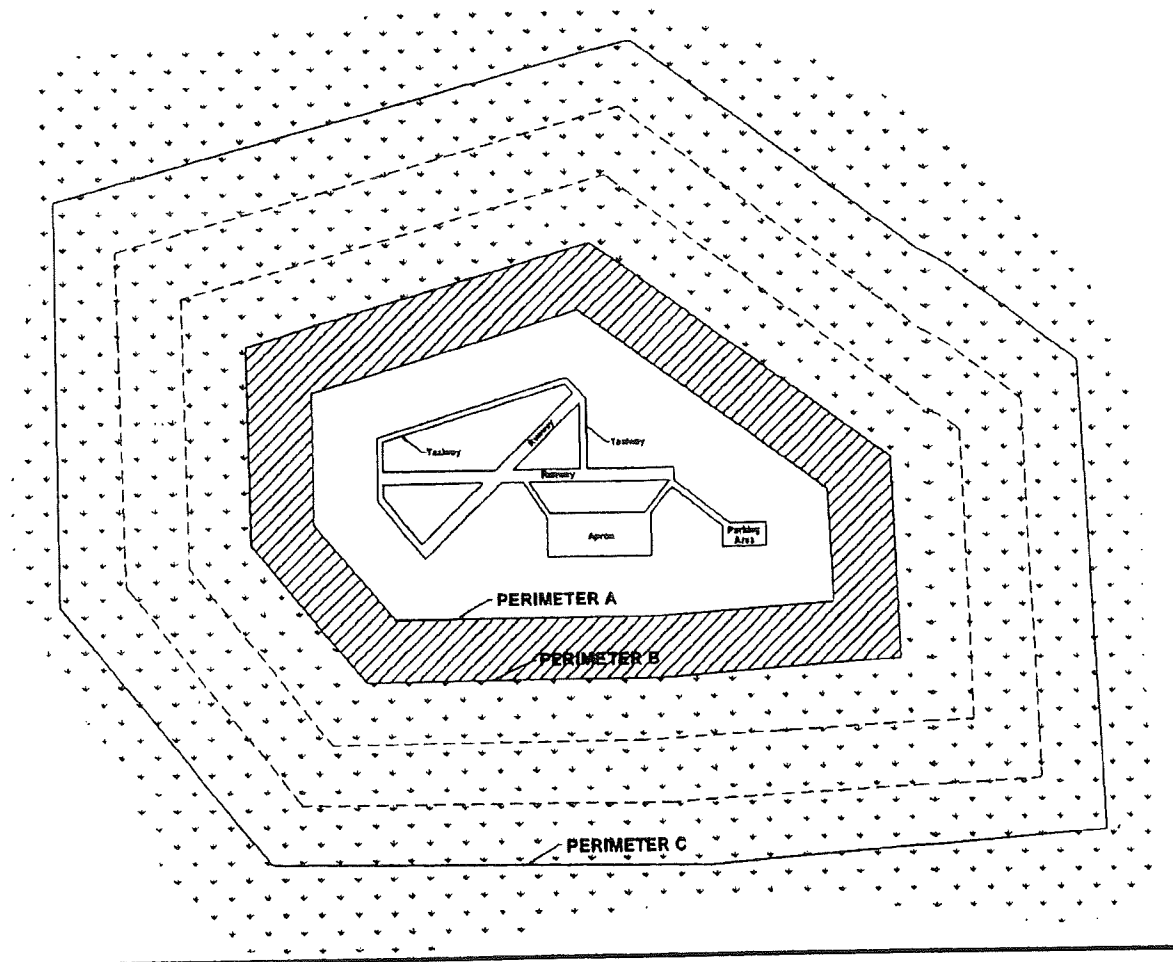 Runway
Taxiway
Taxiway
Runway
Parking
Area
Apron
PERIMETER A
PERIMETER B
PERIMETER C